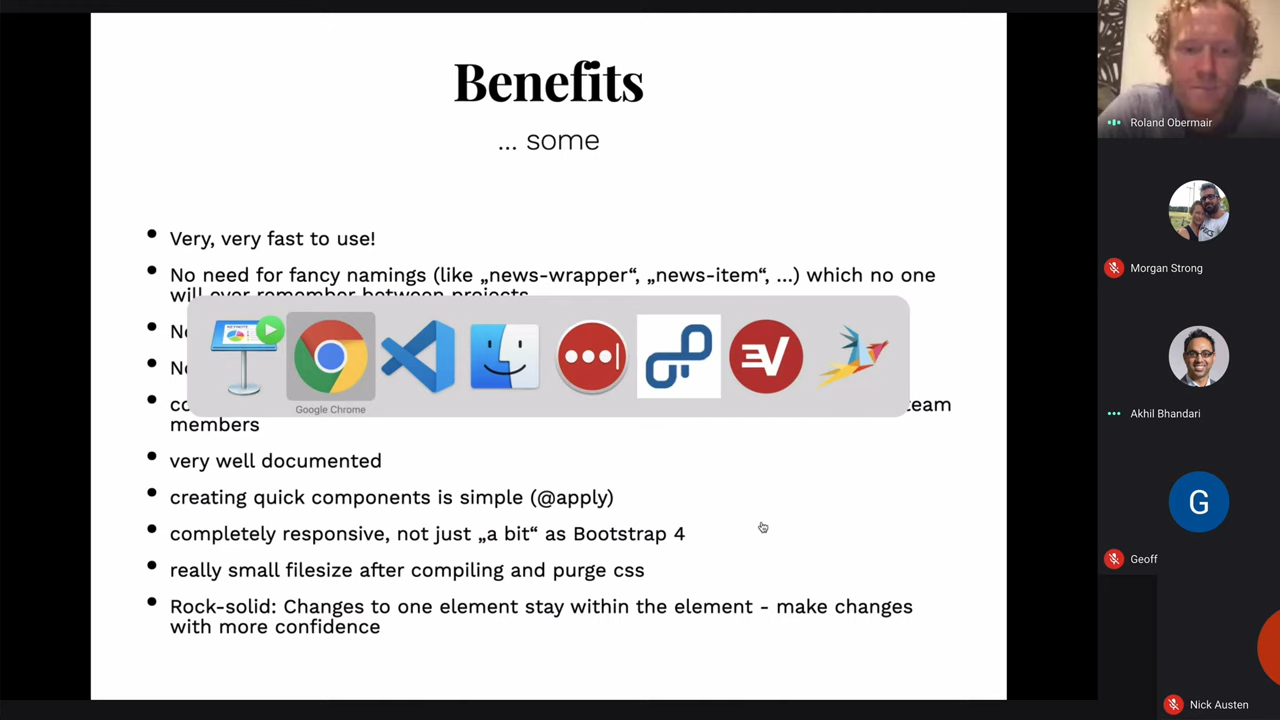 Benefits
... some
• Very, very fast to use!
• No need for fancy namings (like „news-wrapper“, „news-item“, ...) which no one
will ever remember between projects
• No
• No
• co
team
members
• very well documented
• creating quick components is simple (@apply)
• completely responsive, not just „a bit“ as Bootstrap 4
• really small filesize after compiling and purge css
• Rock-solid: Changes to one element stay within the element - make changes
with more confidence
KEYNOTE
Google Chrome
Roland Obermair
Morgan Strong
Akhil Bhandari
G
Geoff
Nick Austen